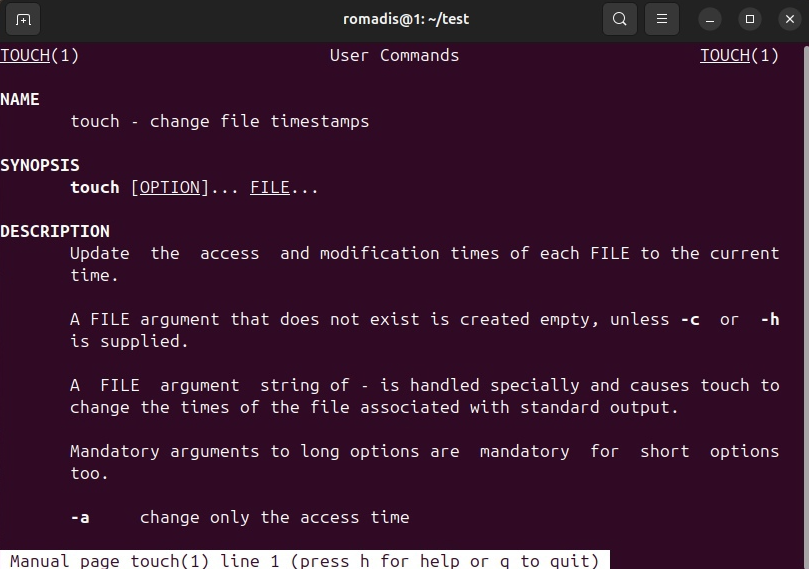 romadis@1: ~/test
TOUCH(1) User Commands TOUCH(1)
NAME
touch - change file timestamps
SYNOPSIS
touch [OPTION]... FILE...
DESCRIPTION
Update the access and modification times of each FILE to the current
time.
A FILE argument that does not exist is created empty, unless -c or -h
is supplied.
A FILE argument string of - is handled specially and causes touch to
change the times of the file associated with standard output.
Mandatory arguments to long options are mandatory for short options
too.
-a change only the access time
Manual page touch(1) line 1 (press h for help or q to quit)